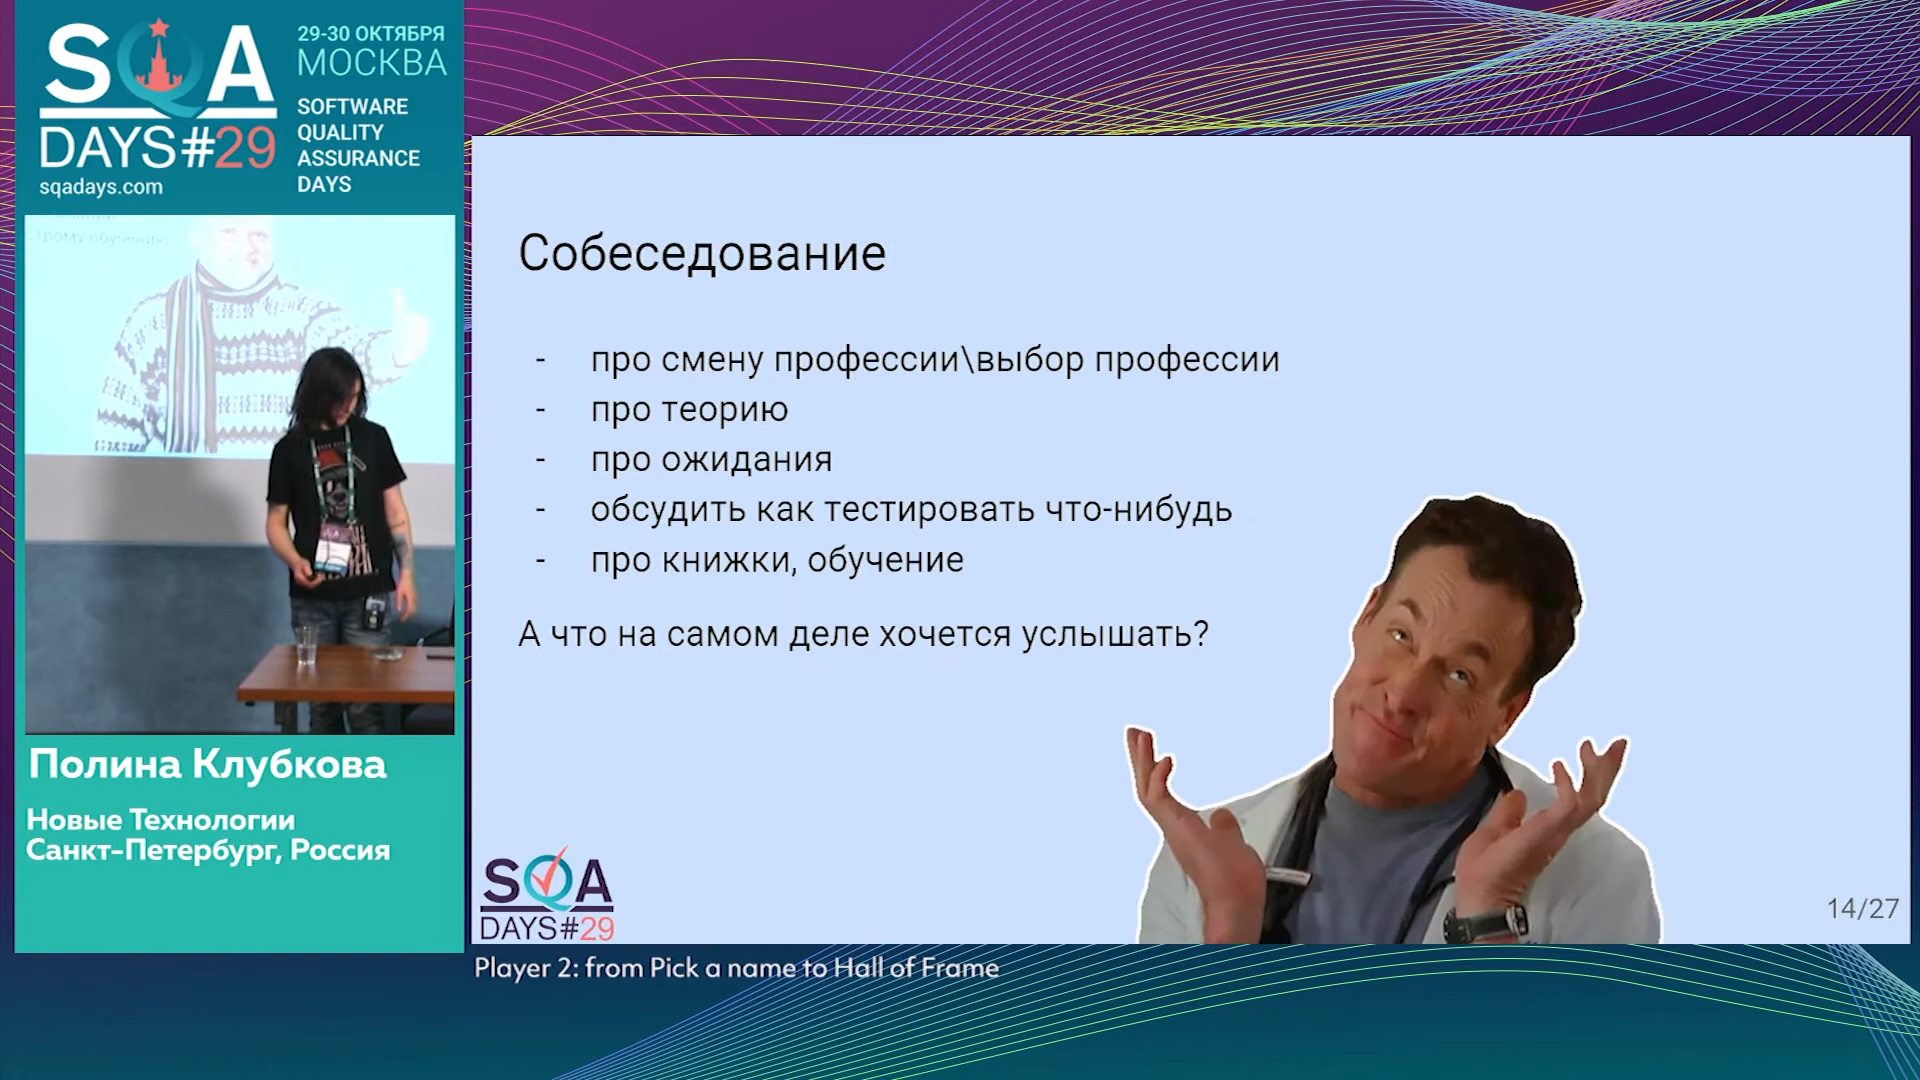 SQA
DAYS#29
sqadays.com
29-30 ОКТЯБРЯ
МОСКВА
SOFTWARE
QUALITY
ASSURANCE
DAYS
строму обучению
Полина Клубкова
Новые Технологии
Санкт-Петербург, Россия
Собеседование
- про смену профессии\выбор профессии
- про теорию
- про ожидания
- обсудить как тестировать что-нибудь
- про книжки, обучение
А что на самом деле хочется услышать?
SQA
DAYS#29
14/27
Player 2: from Pick a name to Hall of Frame